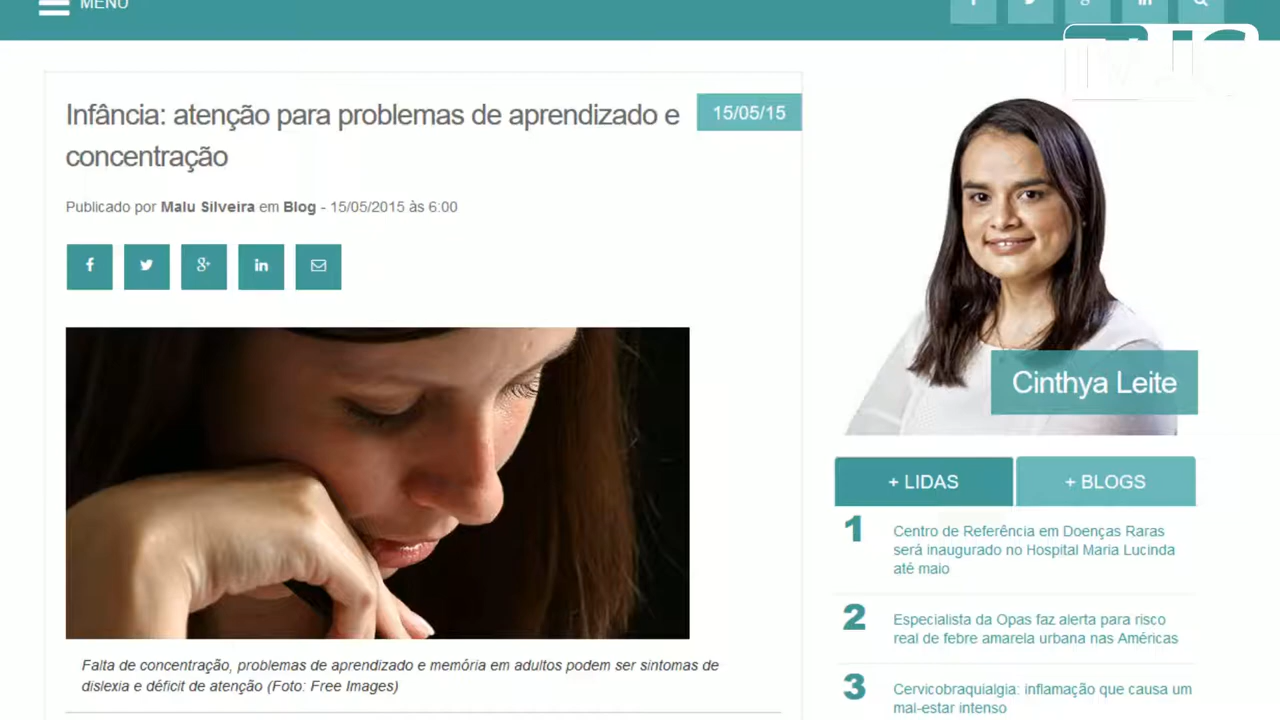 MENU
TV JC
Infância: atenção para problemas de aprendizado e
concentração
15/05/15
Publicado por Malu Silveira em Blog - 15/05/2015 às 6:00
Cinthya Leite
+ LIDAS
+ BLOGS
1
Centro de Referência em Doenças Raras
será inaugurado no Hospital Maria Lucinda
até maio
2
Especialista da Opas faz alerta para risco
real de febre amarela urbana nas Américas
3
Cervicobraquialgia: inflamação que causa um
mal-estar intenso
Falta de concentração, problemas de aprendizado e memória em adultos podem ser sintomas de
dislexia e déficit de atenção (Foto: Free Images)